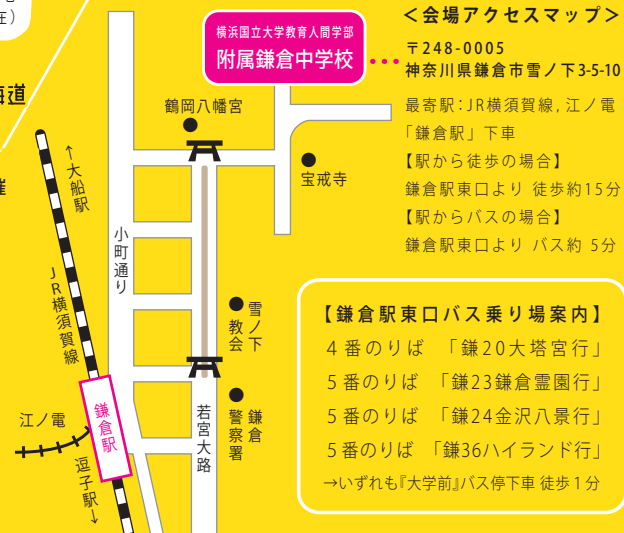 在)
道
＜会場アクセスマップ＞
〒248-0005
神奈川県鎌倉市雪ノ下3-5-10
最寄駅：JR横須賀線，江ノ電
「鎌倉駅」下車
【駅から徒歩の場合】
鎌倉駅東口より 徒歩約15分
【駅からバスの場合】
鎌倉駅東口より バス約 5分
横浜国立大学教育人間学部
附属鎌倉中学校
鶴岡八幡宮
宝戒寺
←大船駅
JR横須賀線
小町通り
雪ノ下
教会
鎌倉
警察署
若宮大路
鎌倉駅
江ノ電
逗子駅→
【鎌倉駅東口バス乗り場案内】
4番のりば 「鎌20大塔宮行」
5番のりば 「鎌23鎌倉霊園行」
5番のりば 「鎌24金沢八景行」
5番のりば 「鎌36ハイランド行」
→いずれも『大学前』バス停下車 徒歩1分